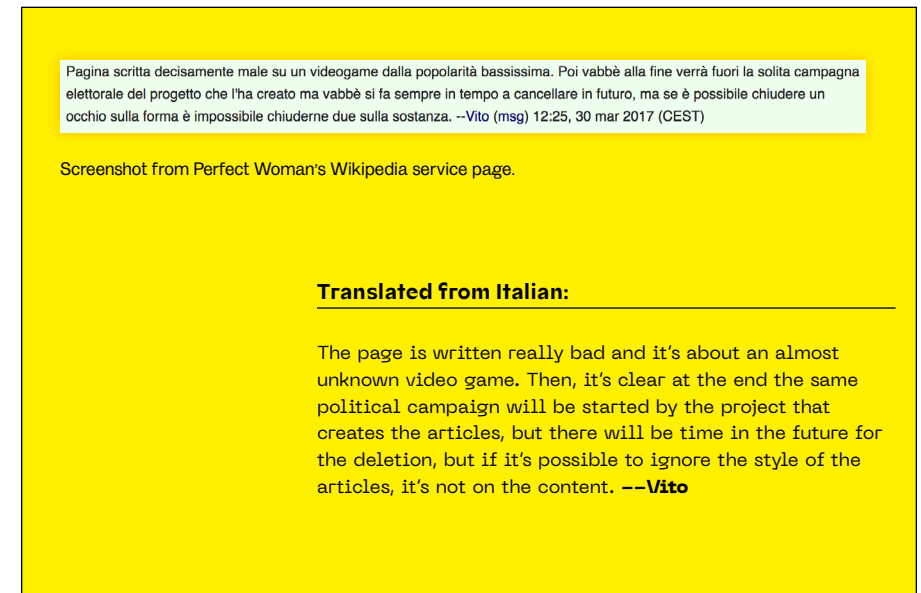 Pagina scritta decisamente male su un videogame dalla popolarità bassissima. Poi vabbè alla fine verrà fuori la solita campagna
elettorale del progetto che l'ha creato ma vabbè si fa sempre in tempo a cancellare in futuro, ma se è possibile chiudere un
occhio sulla forma è impossibile chiuderne due sulla sostanza. --Vito (msg) 12:25, 30 mar 2017 (CEST)
Screenshot from Perfect Woman's Wikipedia service page.
Translated from Italian:
The page is written really bad and it's about an almost
unknown video game. Then, it's clear at the end the same
political campaign will be started by the project that
creates the articles, but there will be time in the future for
the deletion, but if it's possible to ignore the style of the
articles, it's not on the content. --Vito